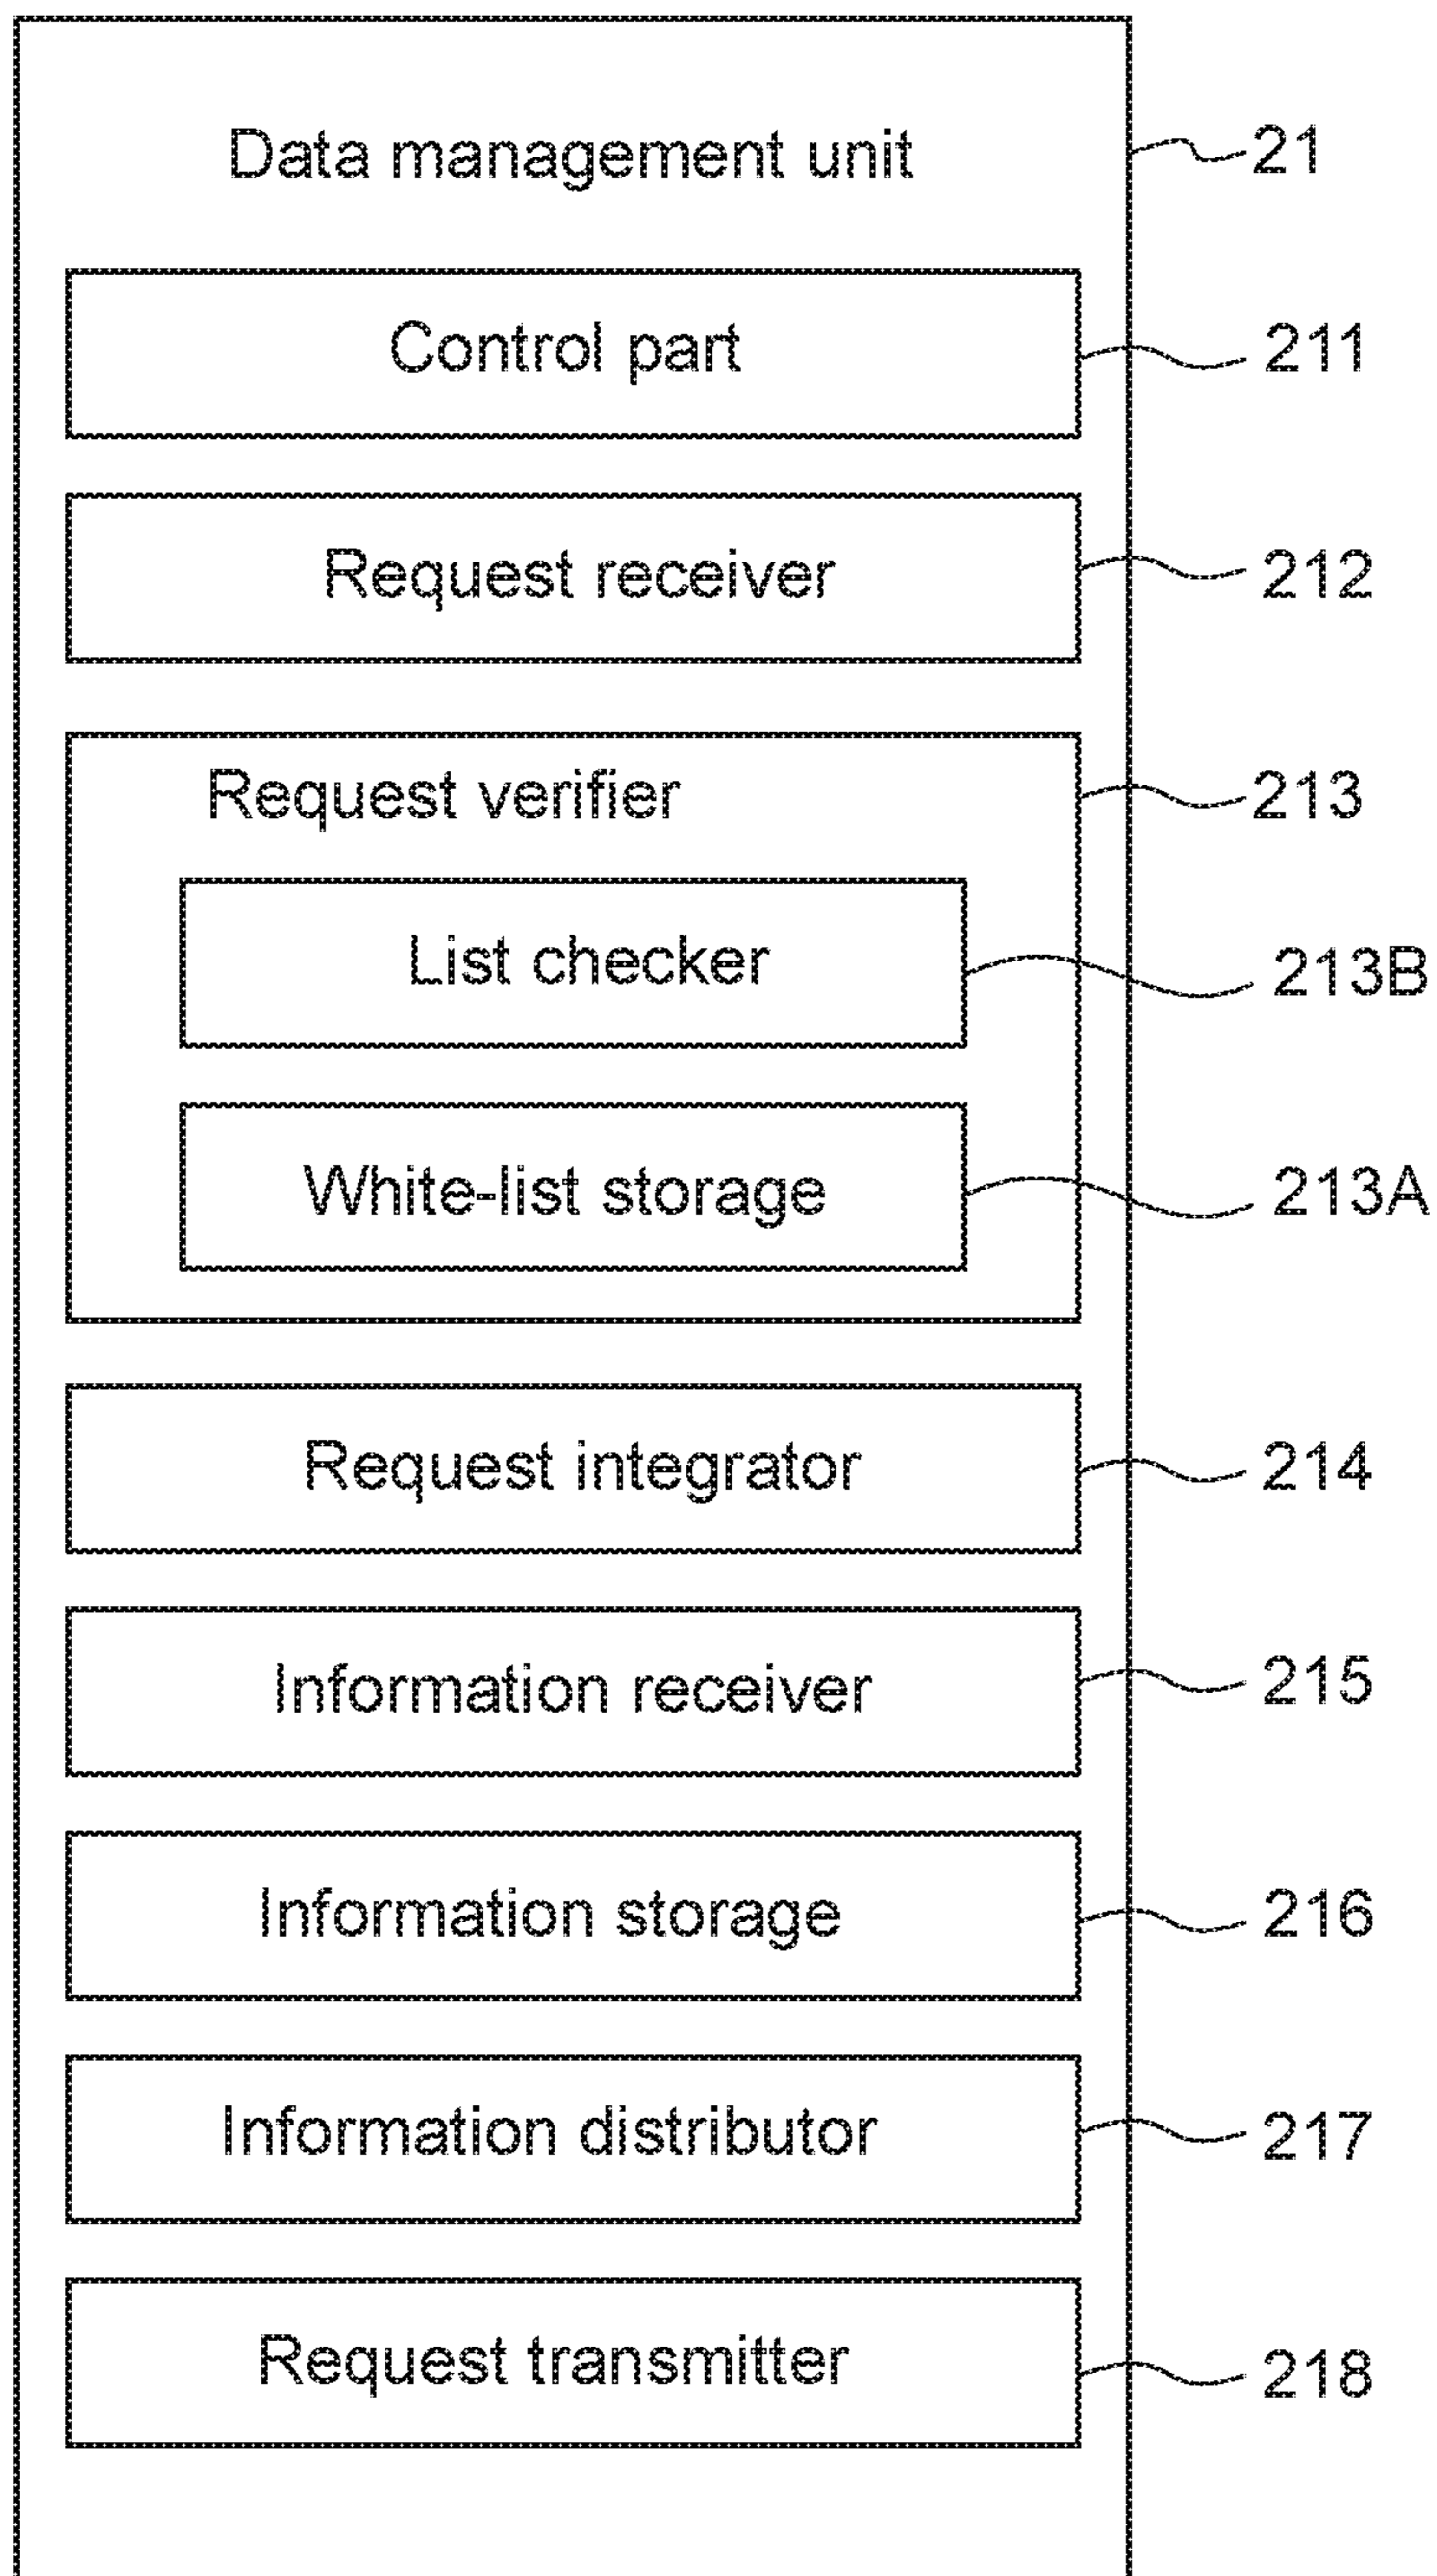 Data management unit 21
Control part 211
Request receiver 212
Request verifier 213
List checker 213B
White-list storage 213A
Request integrator 214
Information receiver 215
Information storage 216
Information distributor 217
Request transmitter 218